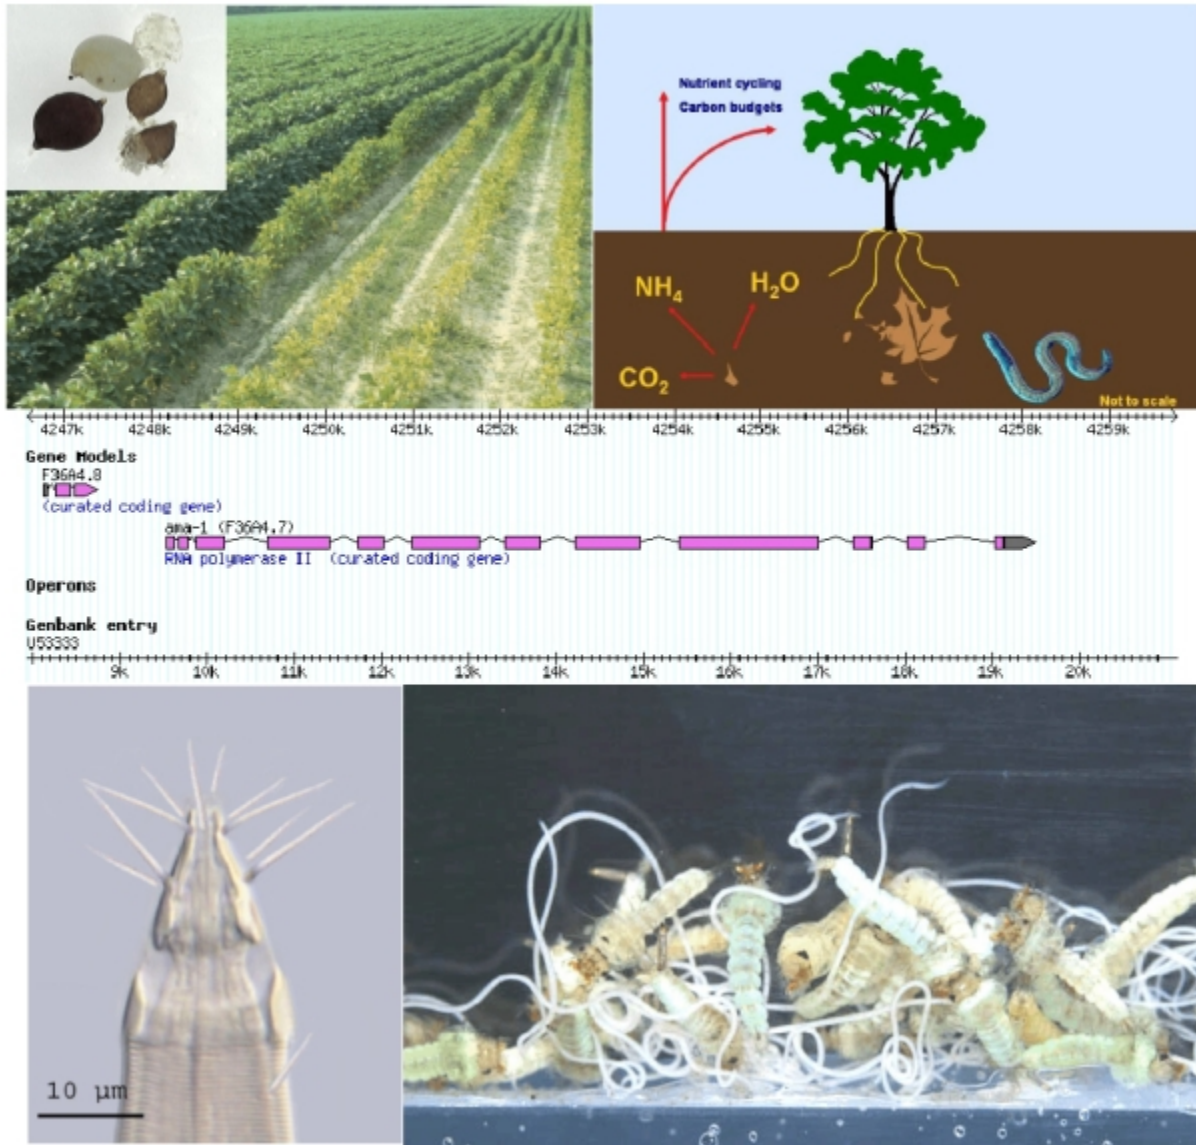 Nutrient cycling
Carbon budgets
NH4
H2O
CO2
Not to scale
4247k 4248k 4249k 4250k 4251k 4252k 4253k 4254k 4255k 4256k 4257k 4258k 4259k
Gene Models
F36A4.8
(curated coding gene)
ama-1 (F36A4.7)
RNA polymerase II (curated coding gene)
Operons
Genbank entry
U53333
9k 10k 11k 12k 13k 14k 15k 16k 17k 18k 19k 20k
10 µm